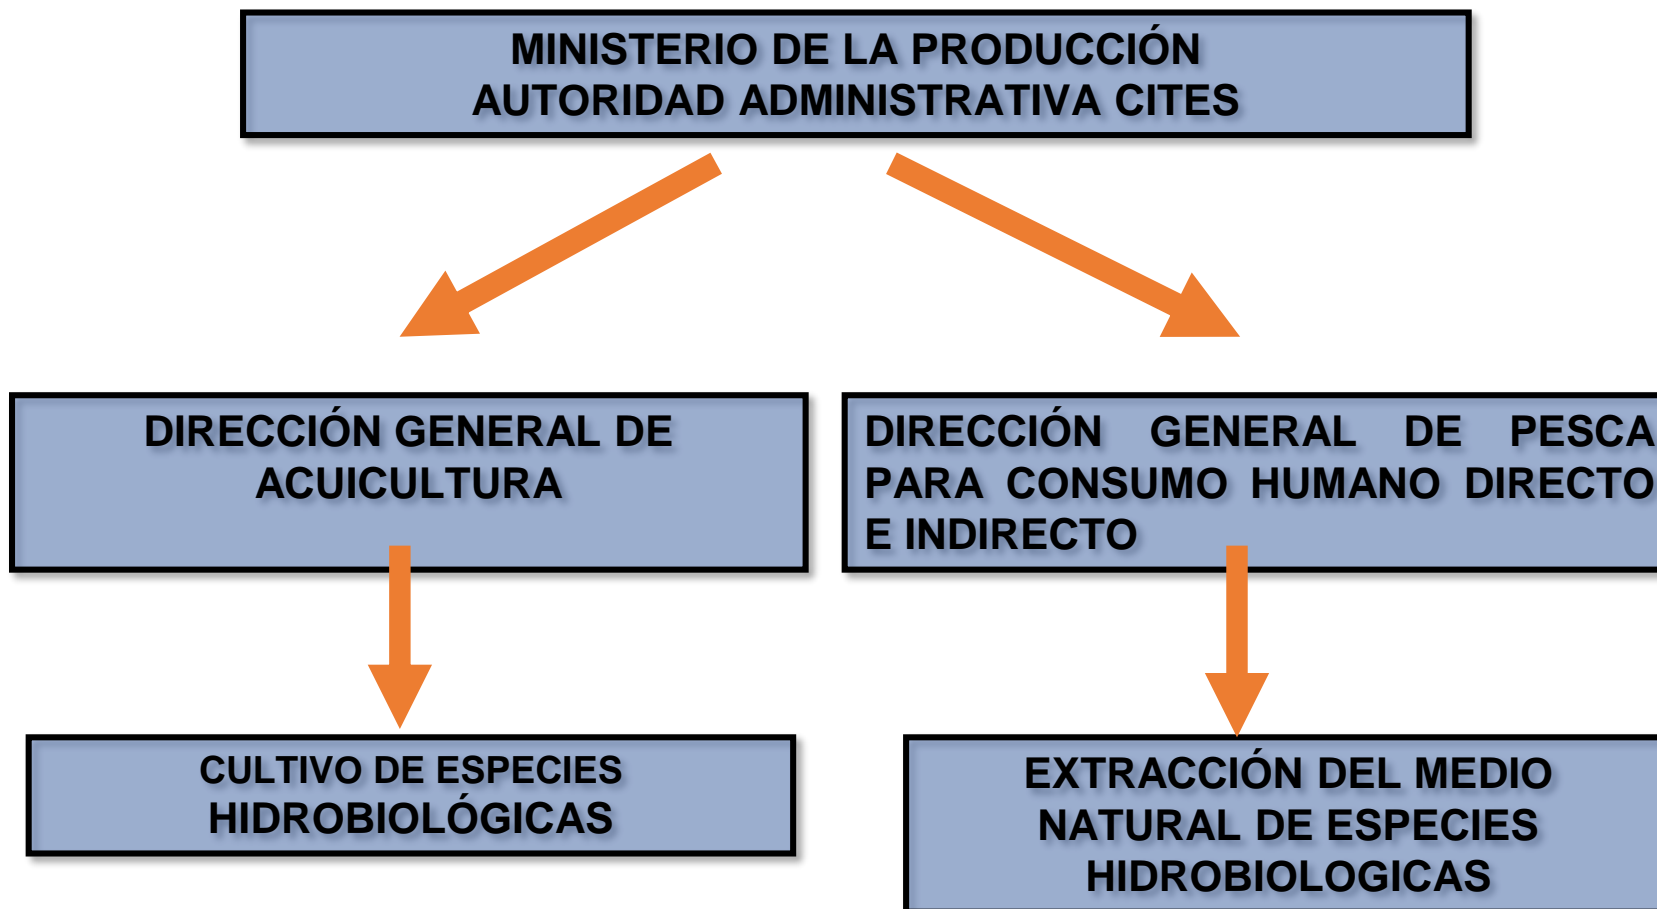 MINISTERIO DE LA PRODUCCIÓN
AUTORIDAD ADMINISTRATIVA CITES
DIRECCIÓN GENERAL DE
ACUICULTURA
DIRECCIÓN GENERAL DE PESCA
PARA CONSUMO HUMANO DIRECTO
E INDIRECTO
CULTIVO DE ESPECIES
HIDROBIOLÓGICAS
EXTRACCIÓN DEL MEDIO
NATURAL DE ESPECIES
HIDROBIOLOGICAS